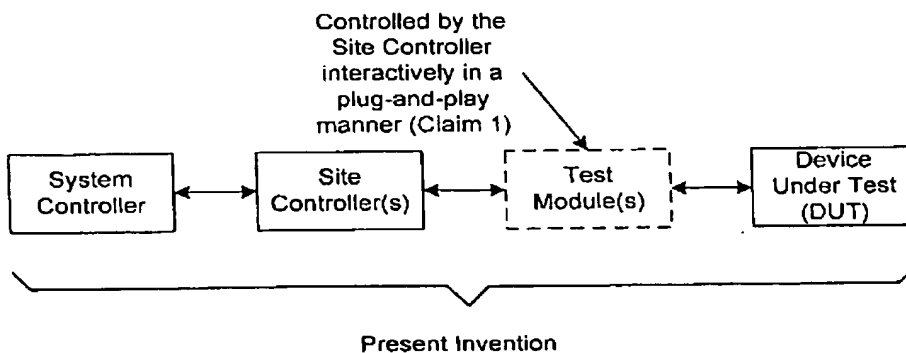 Controlled by the
Site Controller
interactively in a
plug-and-play
manner (Claim 1)
System
Controller
Site
Controller(s)
Test
Module(s)
Device
Under Test
(DUT)
Present Invention